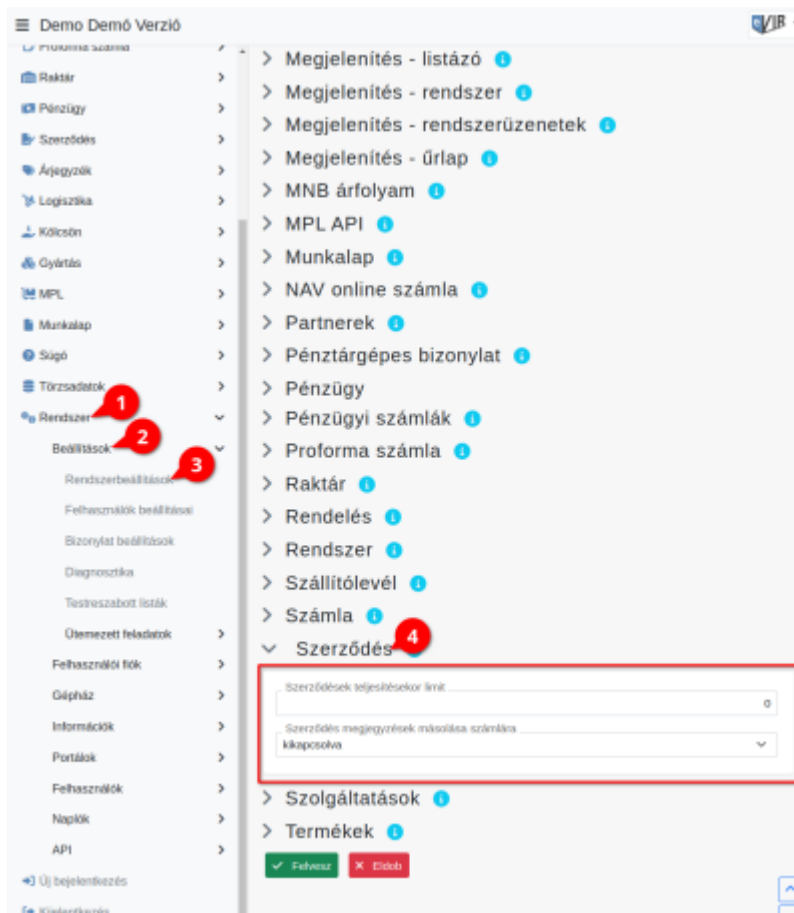 Demo Demó Verzió
VIR
Proforma számla
Raktár
Pénzügy
Szerződés
Árjegyzék
Logisztika
Kölcsön
Gyártás
MPL
Munkalap
Súgó
Törzsadatok
Rendszer
1
Beállítások
2
Rendszerbeállítások
3
Felhasználók beállításai
Bizonylat beállítások
Diagnosztika
Testreszabott listák
Ütemezett feladatok
Felhasználói fiók
Gépház
Információk
Portálok
Felhasználók
Naplók
API
Új bejelentkezés
Kijelentkezés
Megjelenítés - listázó
Megjelenítés - rendszer
Megjelenítés - rendszerüzenetek
Megjelenítés - űrlap
MNB árfolyam
MPL API
Munkalap
NAV online számla
Partnerek
Pénztárgépes bizonylat
Pénzügy
Pénzügyi számlák
Proforma számla
Raktár
Rendelés
Rendszer
Szállítólevél
Számla
Szerződés
4
Szerződések teljesítésekor limit
0
Szerződés megjegyzések másolása számlára
kikapcsolva
Szolgáltatások
Termékek
Felvesz
Eldob